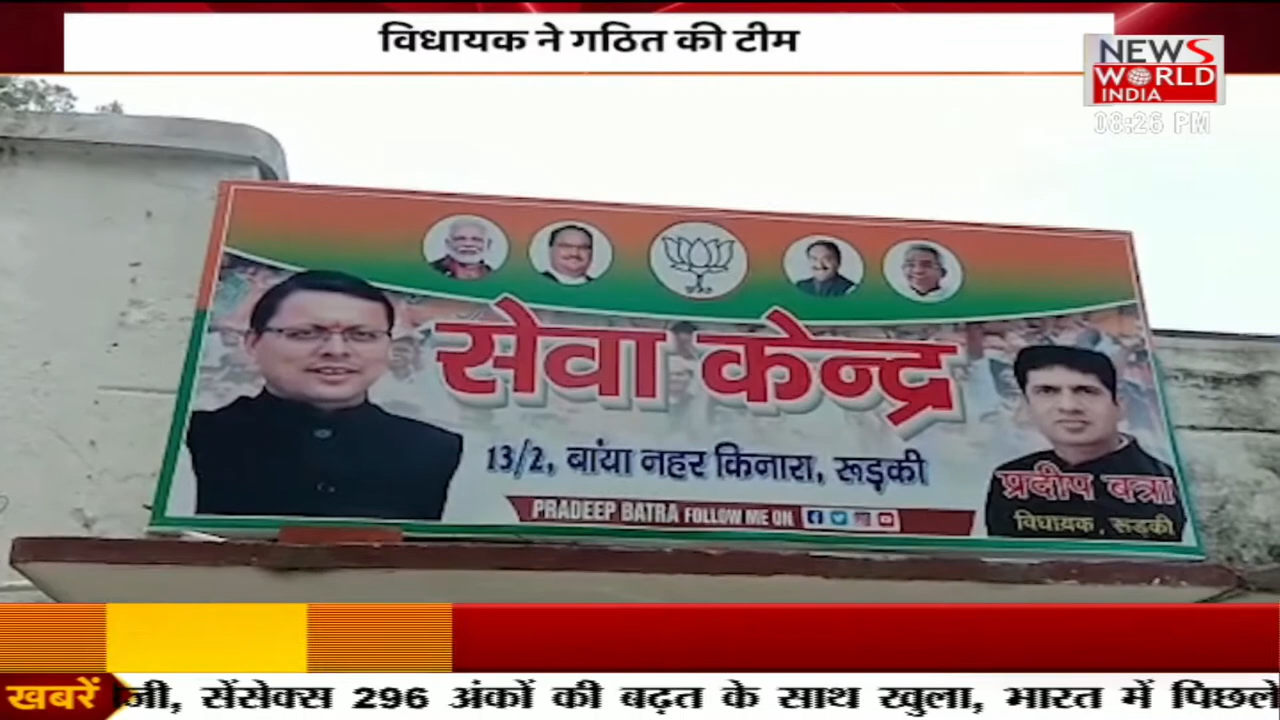 विधायक ने गठित की टीम
NEWS
WORLD
INDIA
08:26 PM
सेवा केन्द्र
13/2, बांया नहर किनारा, रूड़की
PRADEEP BATRA FOLLOW ME ON
प्रदीप बत्रा
विधायक, रूड़की
खबरें
जी, सेंसेक्स 296 अंकों की बढ़त के साथ खुला, भारत में पिछले